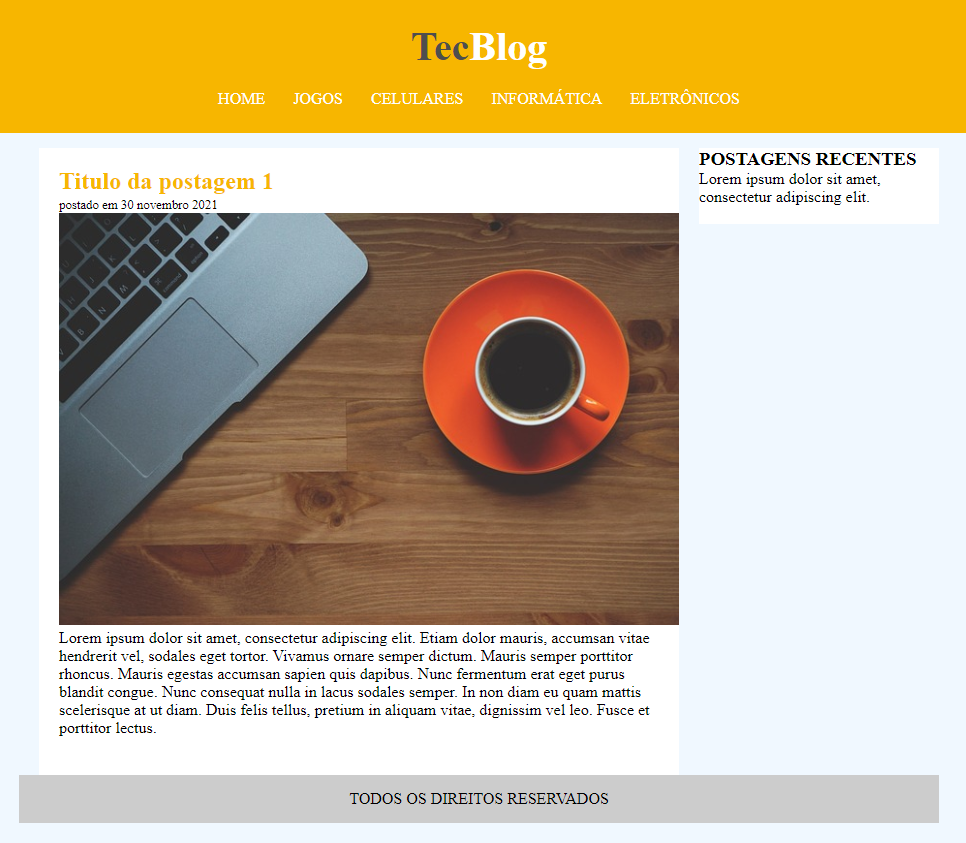 TecBlog
HOME JOGOS CELULARES INFORMÁTICA ELETRÔNICOS
Titulo da postagem 1
postado em 30 novembro 2021
Lorem ipsum dolor sit amet, consectetur adipiscing elit. Etiam dolor mauris, accumsan vitae
hendrerit vel, sodales eget tortor. Vivamus ornare semper dictum. Mauris semper porttitor
rhoncus. Mauris egestas accumsan sapien quis dapibus. Nunc fermentum erat eget purus
blandit congue. Nunc consequat nulla in lacus sodales semper. In non diam eu quam mattis
scelerisque at ut diam. Duis felis tellus, pretium in aliquam vitae, dignissim vel leo. Fusce et
porttitor lectus.
POSTAGENS RECENTES
Lorem ipsum dolor sit amet,
consectetur adipiscing elit.
TODOS OS DIREITOS RESERVADOS